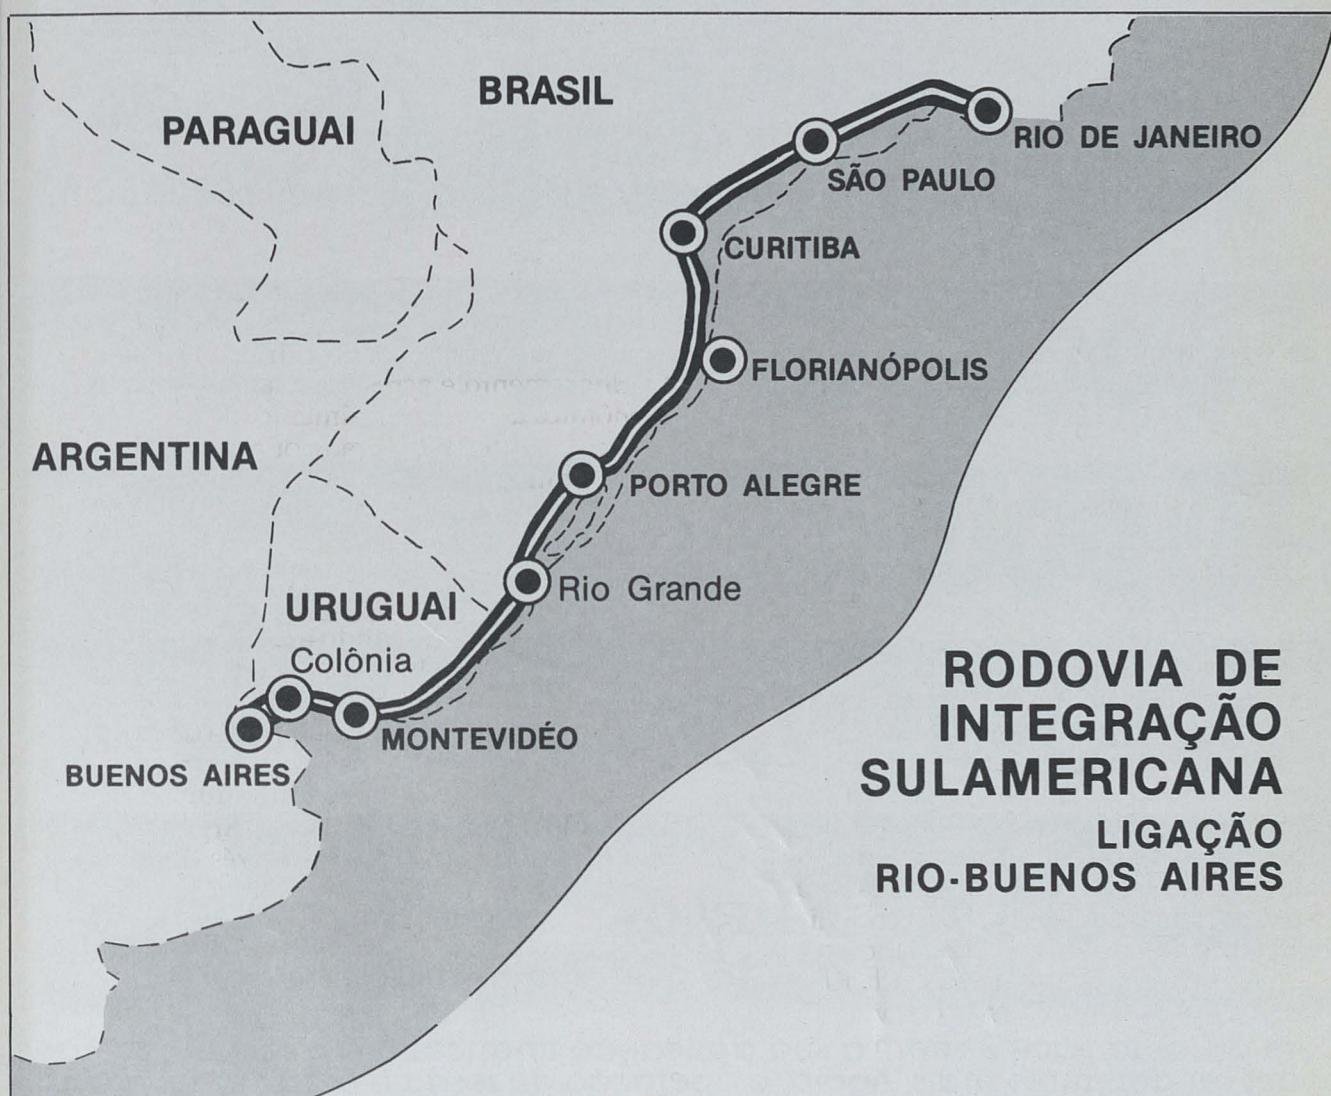 BRASIL
PARAGUAI
RIO DE JANEIRO
SÃO PAULO
CURITIBA
FLORIANÓPOLIS
ARGENTINA
PORTO ALEGRE
Rio Grande
URUGUAI
Colônia
MONTEVIDÉO
BUENOS AIRES
RODOVIA DE
INTEGRAÇÃO
SULAMERICANA
LIGAÇÃO
RIO-BUENOS AIRES